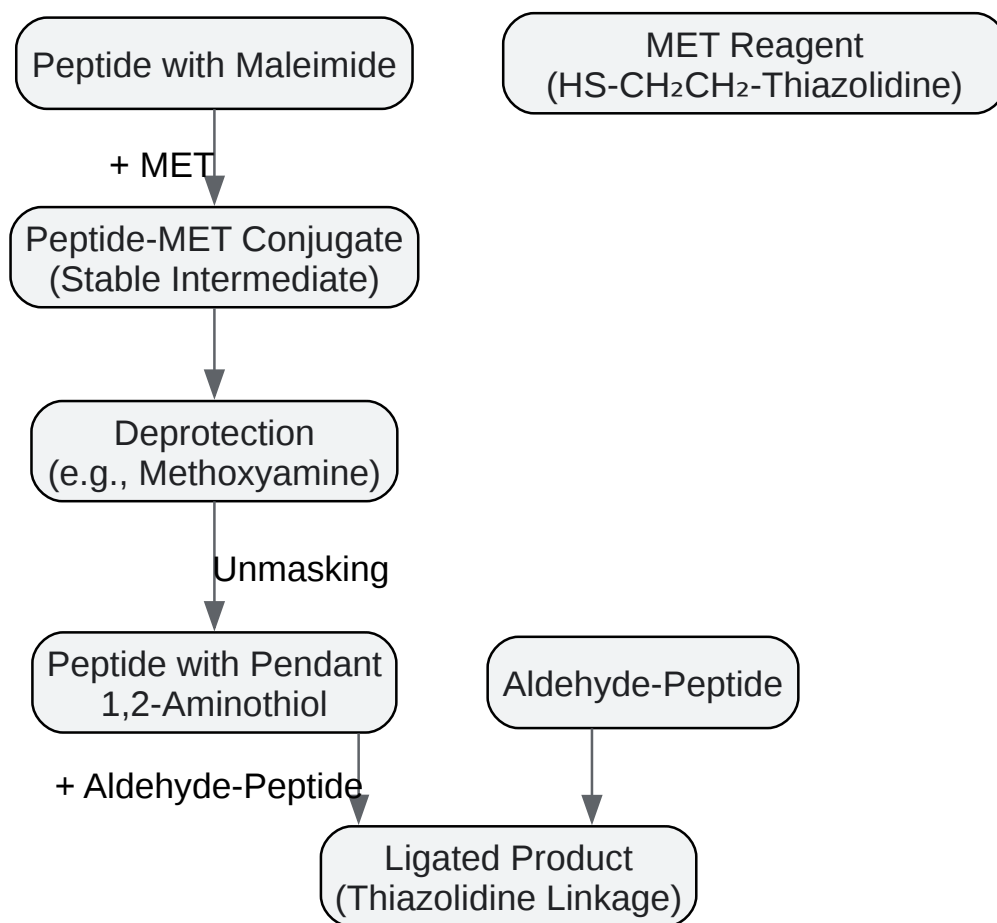 Peptide with Maleimide
MET Reagent
(HS-CH₂CH₂-Thiazolidine)
+ MET
Peptide-MET Conjugate
(Stable Intermediate)
Deprotection
(e.g., Methoxyamine)
Unmasking
Peptide with Pendant
1,2-Aminothiol
Aldehyde-Peptide
+ Aldehyde-Peptide
Ligated Product
(Thiazolidine Linkage)